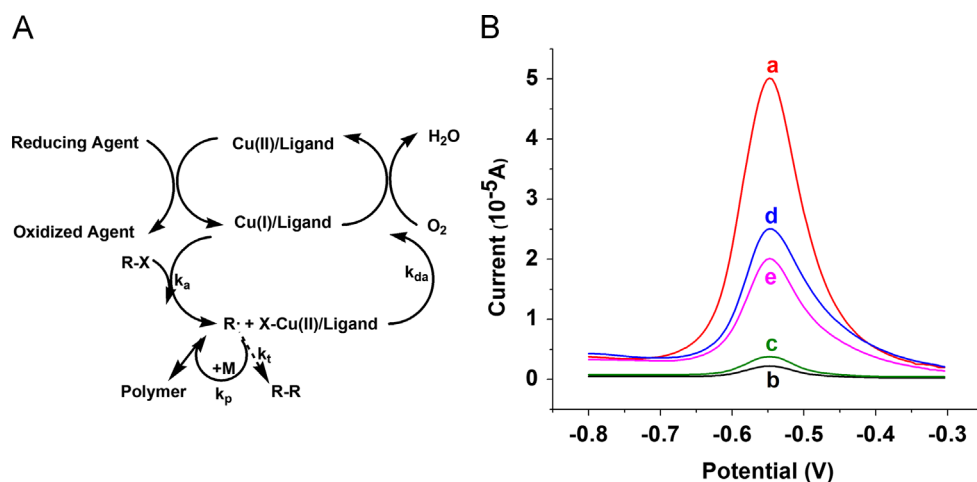 A
Reducing Agent
Cu(II)/Ligand
H₂O
Oxidized Agent
Cu(I)/Ligand
O₂
R-X
kₐ
k_da
R· + X-Cu(II)/Ligand
+M
kₜ
Polymer
kₚ
R-R
B
Current (10⁻⁵A)
5
4
3
2
1
0
a
d
e
c
b
-0.8 -0.7 -0.6 -0.5 -0.4 -0.3
Potential (V)